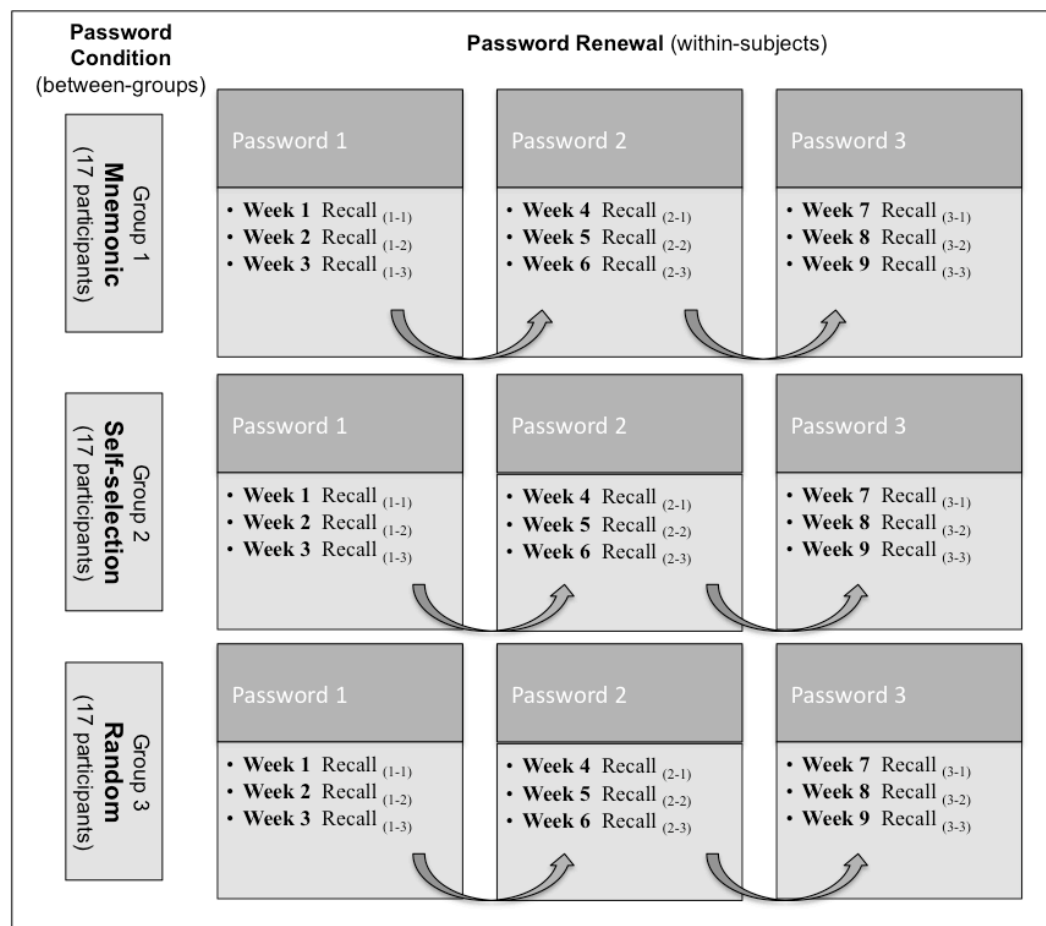 Password
Condition
(between-groups)
Password Renewal (within-subjects)
Group 1
Mnemonic
(17 participants)
Password 1
• Week 1 Recall (1-1)
• Week 2 Recall (1-2)
• Week 3 Recall (1-3)
Password 2
• Week 4 Recall (2-1)
• Week 5 Recall (2-2)
• Week 6 Recall (2-3)
Password 3
• Week 7 Recall (3-1)
• Week 8 Recall (3-2)
• Week 9 Recall (3-3)
Group 2
Self-selection
(17 participants)
Password 1
• Week 1 Recall (1-1)
• Week 2 Recall (1-2)
• Week 3 Recall (1-3)
Password 2
• Week 4 Recall (2-1)
• Week 5 Recall (2-2)
• Week 6 Recall (2-3)
Password 3
• Week 7 Recall (3-1)
• Week 8 Recall (3-2)
• Week 9 Recall (3-3)
Group 3
Random
(17 participants)
Password 1
• Week 1 Recall (1-1)
• Week 2 Recall (1-2)
• Week 3 Recall (1-3)
Password 2
• Week 4 Recall (2-1)
• Week 5 Recall (2-2)
• Week 6 Recall (2-3)
Password 3
• Week 7 Recall (3-1)
• Week 8 Recall (3-2)
• Week 9 Recall (3-3)